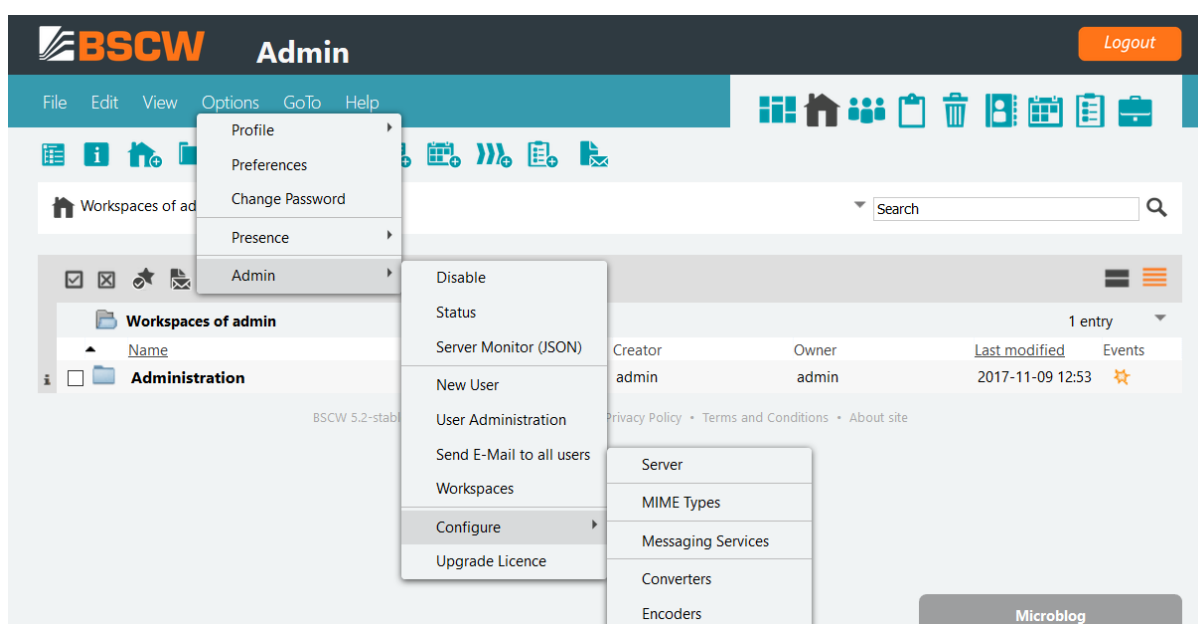 BSCW Admin Logout
File Edit View Options GoTo Help
Profile
Preferences
Change Password
Presence
Admin
Workspaces of ad
Search
Disable
Status
Server Monitor (JSON)
New User
User Administration
Send E-Mail to all users
Workspaces
Configure
Upgrade Licence
Server
MIME Types
Messaging Services
Converters
Encoders
Workspaces of admin 1 entry
Name Creator Owner Last modified Events
Administration admin admin 2017-11-09 12:53
BSCW 5.2-stabl Privacy Policy • Terms and Conditions • About site
Microblog